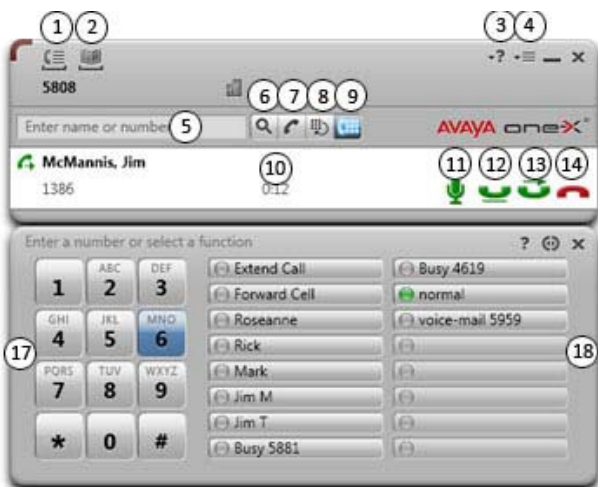 1 2 3 4
?
5808
6 7 8 9
Enter name or number 5
AVAYA one-X
McMannis, Jim
10 11 12 13 14
1386 0:12
Enter a number or select a function ?
1
ABC 2
DEF 3
GHI 4
JKL 5
MNO 6
PQRS 7
TUV 8
WXYZ 9
* 0 #
17
Extend Call
Forward Cell
Roseanne
Rick
Mark
Jim M
Jim T
Busy 5881
Busy 4619
normal
voice-mail 5959
18